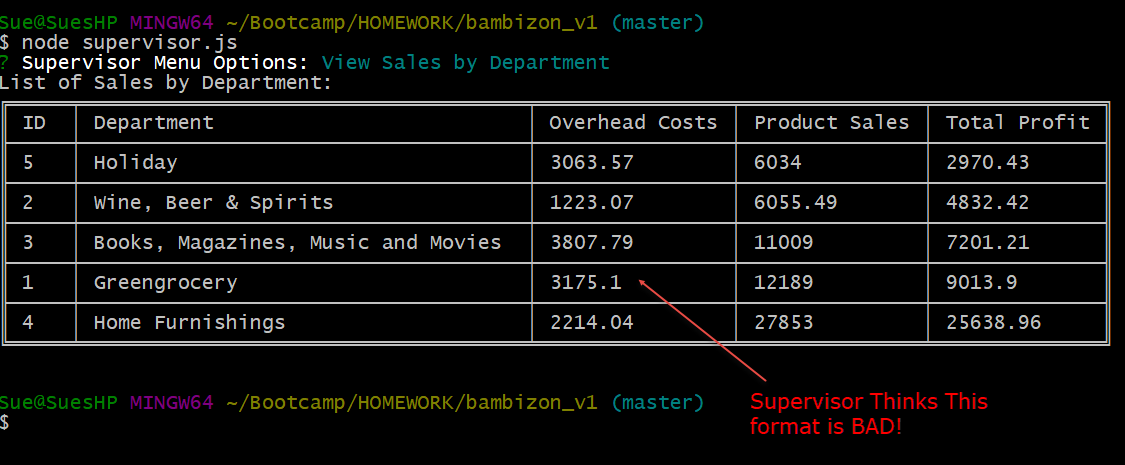 Sue@SuesHP MINGW64 ~/Bootcamp/HOMEWORK/bambizon_v1 (master)
$ node supervisor.js
? Supervisor Menu Options: View Sales by Department
List of Sales by Department:
ID Department Overhead Costs Product Sales Total Profit
5 Holiday 3063.57 6034 2970.43
2 Wine, Beer & Spirits 1223.07 6055.49 4832.42
3 Books, Magazines, Music and Movies 3807.79 11009 7201.21
1 Greengrocery 3175.1 12189 9013.9
4 Home Furnishings 2214.04 27853 25638.96
Sue@SuesHP MINGW64 ~/Bootcamp/HOMEWORK/bambizon_v1 (master)
$
Supervisor Thinks This
format is BAD!